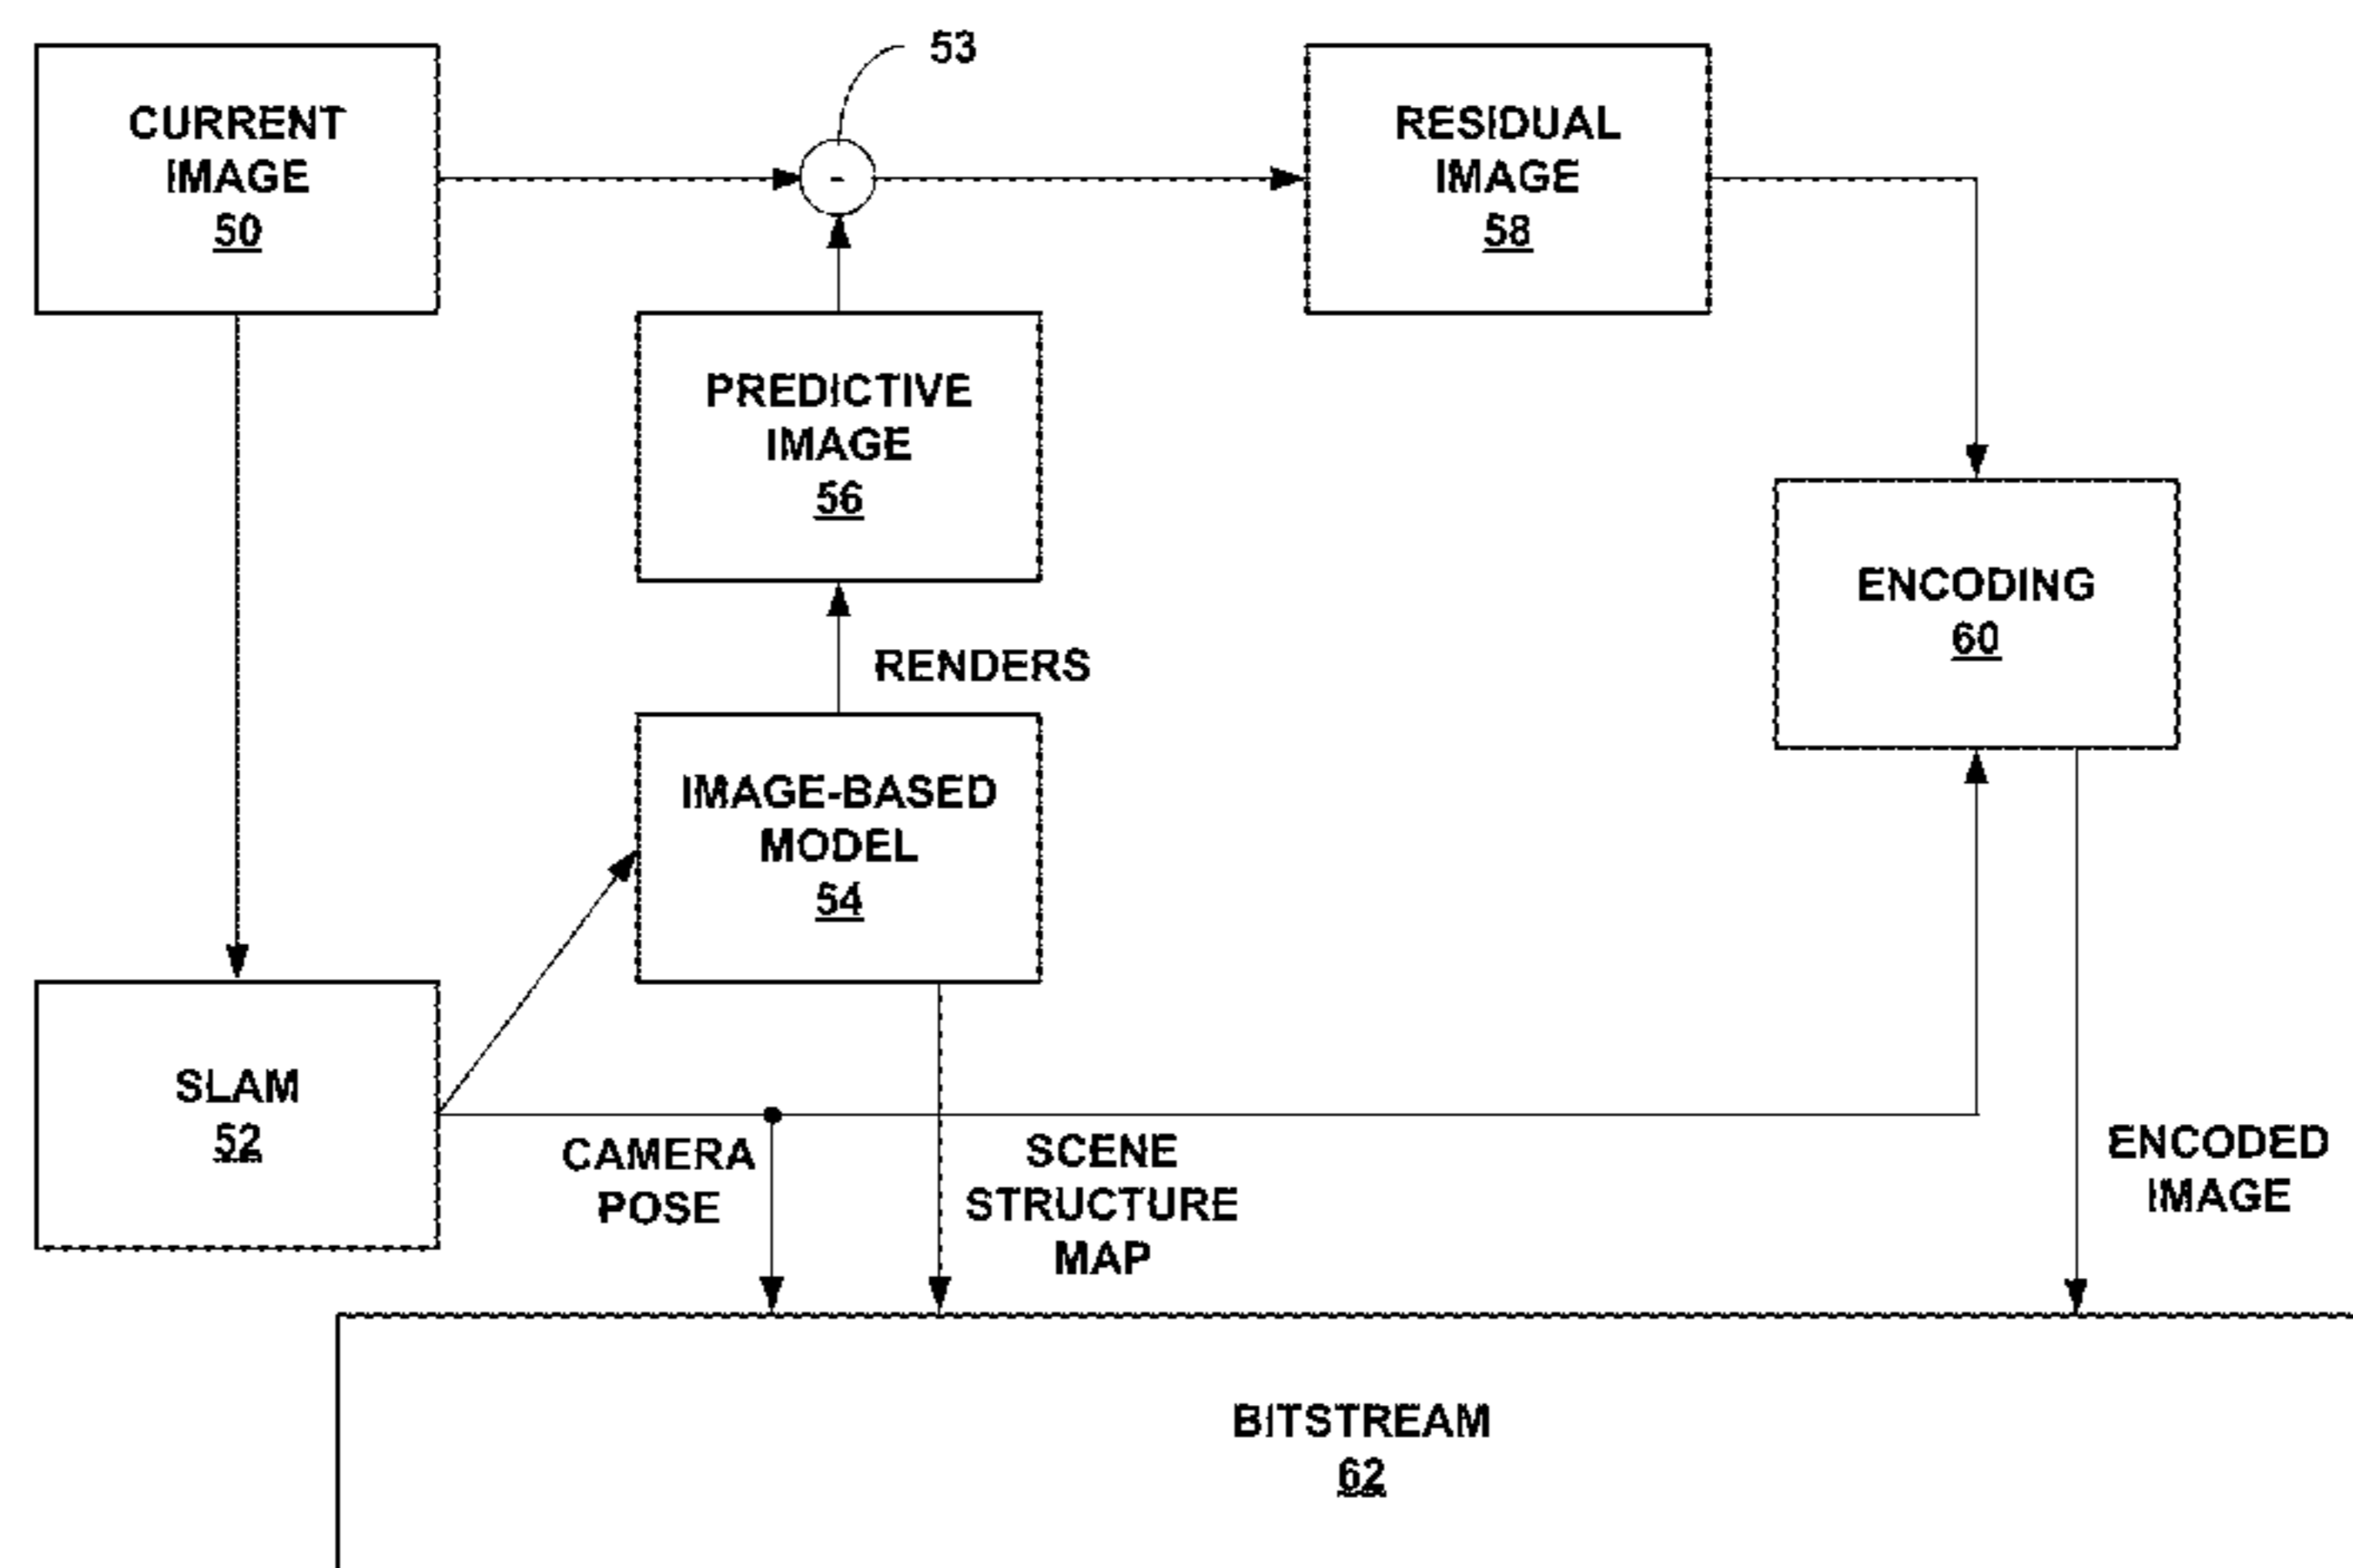 CURRENT
IMAGE
50
53
RESIDUAL
IMAGE
58
PREDICTIVE
IMAGE
56
RENDERS
ENCODING
60
IMAGE-BASED
MODEL
54
SLAM
52
CAMERA
POSE
SCENE
STRUCTURE
MAP
ENCODED
IMAGE
BITSTREAM
62